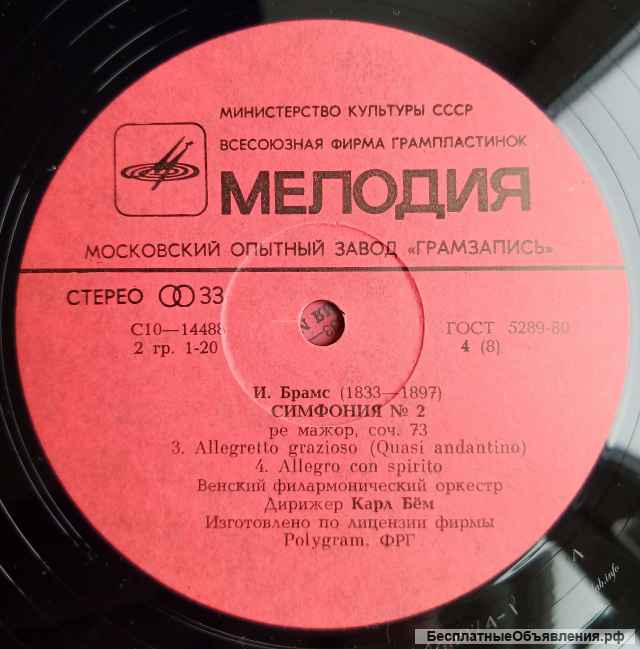 МИНИСТЕРСТВО КУЛЬТУРЫ СССР
ВСЕСОЮЗНАЯ ФИРМА ГРАМПЛАСТИНОК
МЕЛОДИЯ
МОСКОВСКИЙ ОПЫТНЫЙ ЗАВОД «ГРАМЗАПИСЬ»
СТЕРЕО 33
С10—14488 ГОСТ 5289-80
2 гр. 1-20 4 (8)
И. Брамс (1833—1897)
СИМФОНИЯ № 2
ре мажор, соч. 73
3. Allegretto grazioso (Quasi andantino)
4. Allegro con spirito
Венский филармонический оркестр
Дирижер Карл Бём
Изготовлено по лицензии фирмы
Polygram, ФРГ
БесплатныеОбъявления.рф